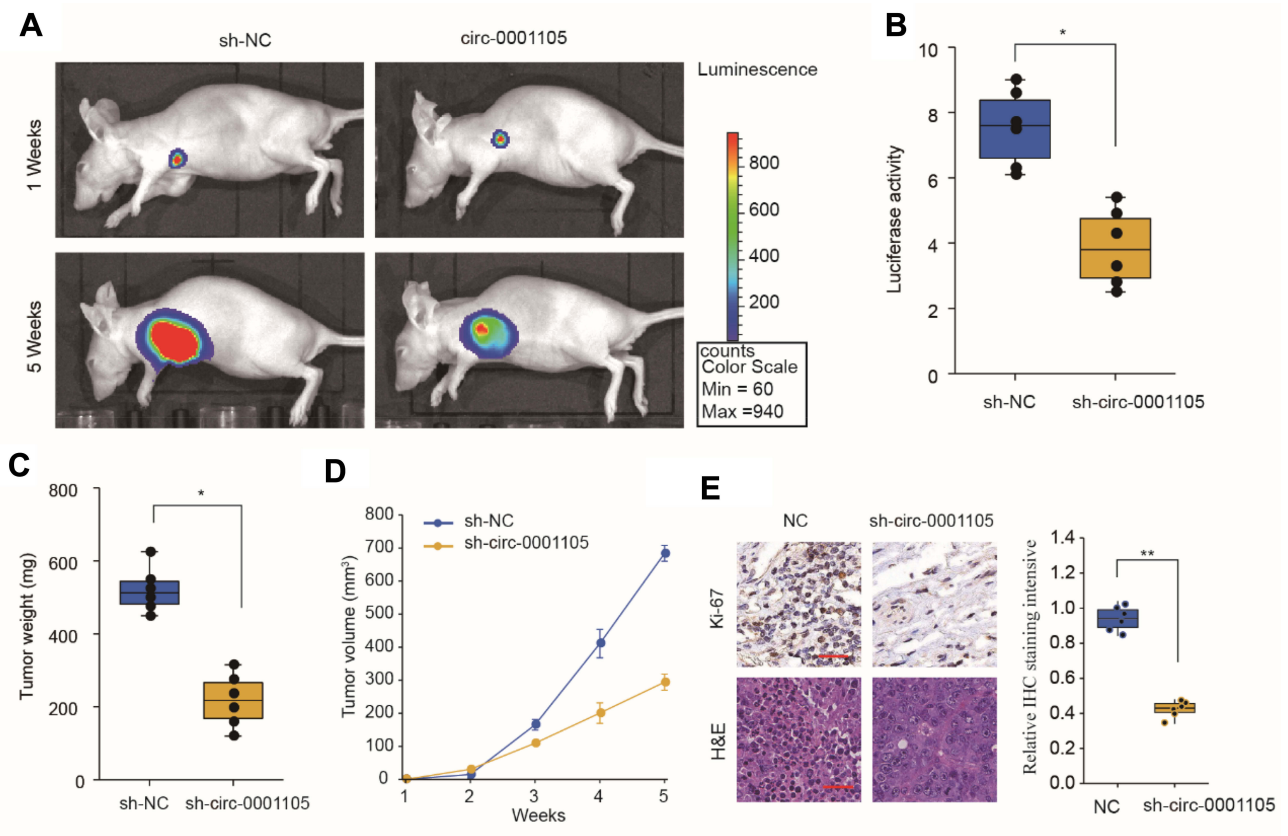 A
sh-NC
circ-0001105
1 Weeks
5 Weeks
Luminescence
800
600
400
200
counts
Color Scale
Min = 60
Max =940
B
Luciferase activity
10
8
6
4
2
0
*
sh-NC
sh-circ-0001105
C
Tumor weight (mg)
800
600
400
200
0
*
sh-NC
sh-circ-0001105
D
Tumor volume (mm³)
800
700
600
500
400
300
200
100
0
sh-NC
sh-circ-0001105
1
2
3
4
5
Weeks
E
NC
sh-circ-0001105
Ki-67
H&E
Relative IHC staining intensive
1.4
1.2
1.0
0.8
0.6
0.4
0.2
0.0
**
NC
sh-circ-0001105